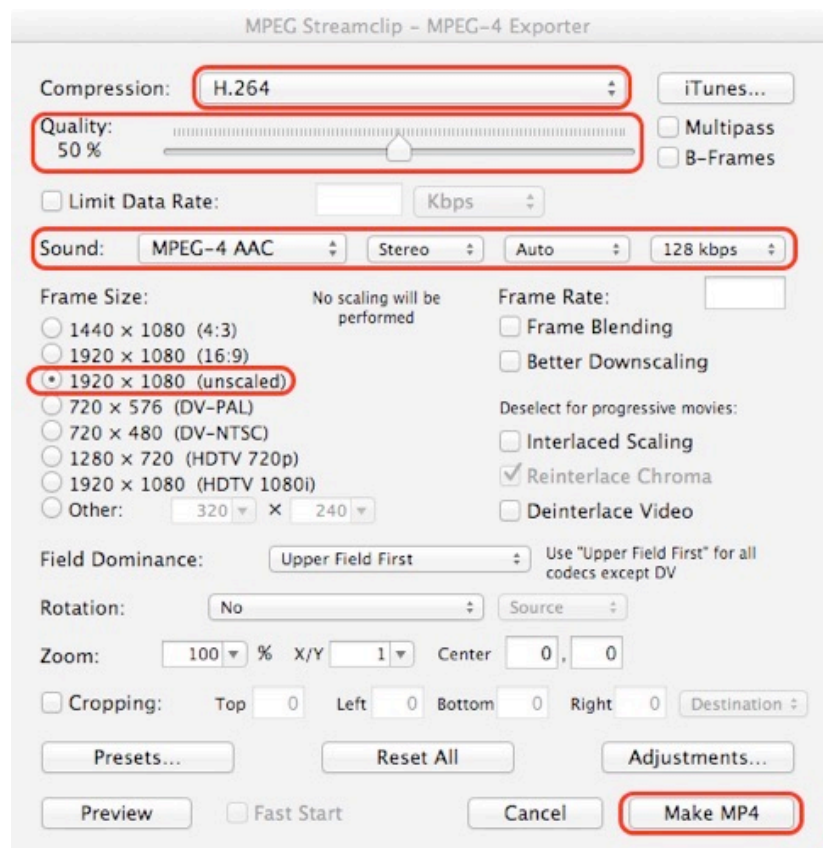 MPEG Streamclip – MPEG-4 Exporter
Compression: H.264 iTunes...
Quality: Multipass
50 % B-Frames
Limit Data Rate: Kbps
Sound: MPEG-4 AAC Stereo Auto 128 kbps
Frame Size: No scaling will be performed Frame Rate:
1440 × 1080 (4:3) Frame Blending
1920 × 1080 (16:9) Better Downscaling
1920 × 1080 (unscaled)
720 × 576 (DV-PAL) Deselect for progressive movies:
720 × 480 (DV-NTSC) Interlaced Scaling
1280 × 720 (HDTV 720p)
1920 × 1080 (HDTV 1080i) Reinterlace Chroma
Other: 320 × 240 Deinterlace Video
Field Dominance: Upper Field First Use "Upper Field First" for all codecs except DV
Rotation: No Source
Zoom: 100 % X/Y 1 Center 0 , 0
Cropping: Top 0 Left 0 Bottom 0 Right 0 Destination
Presets... Reset All Adjustments...
Preview Fast Start Cancel Make MP4